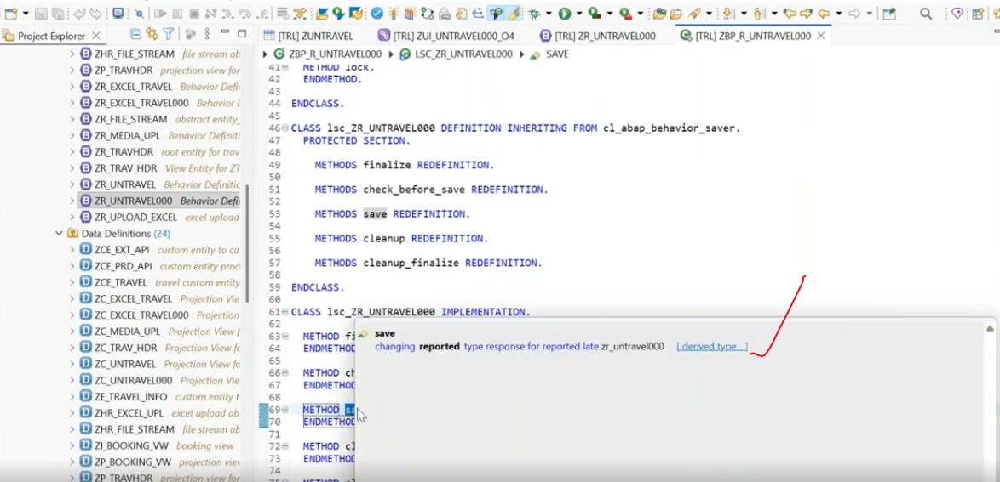 Project Explorer
[TRL] ZUNTRAVEL
[TRL] ZUI_UNTRAVEL000_O4
[TRL] ZR_UNTRAVEL000
[TRL] ZBP_R_UNTRAVEL000
ZBP_R_UNTRAVEL000
LSC_ZR_UNTRAVEL000
SAVE
ZHR_FILE_STREAM file stream ab
ZP_TRAVHDR projection view for
ZR_EXCEL_TRAVEL Behavior Defini
ZR_EXCEL_TRAVEL000 Behavior D
ZR_FILE_STREAM abstract entity_
ZR_MEDIA_UPL Behavior Definiti
ZR_TRAVHDR root entity for trav
ZR_TRAV_HDR View Entity for ZT
ZR_UNTRAVEL Behavior Definitic
ZR_UNTRAVEL000 Behavior Defi
ZR_UPLOAD_EXCEL excel upload
Data Definitions (24)
ZCE_EXT_API custom entity to ca
ZCE_PRD_API custom entity prod
ZCE_TRAVEL travel custom entity
ZC_EXCEL_TRAVEL Projection Vie
ZC_EXCEL_TRAVEL000 Projection
ZC_MEDIA_UPL Projection View f
ZC_TRAV_HDR Projection View fo
ZC_UNTRAVEL Projection View fo
ZC_UNTRAVEL000 Projection Vie
ZE_TRAVEL_INFO custom entity t
ZHR_EXCEL_UPL excel upload ab
ZHR_FILE_STREAM file stream ab
ZI_BOOKING_VW booking view
ZP_BOOKING_VW projection view
ZP_TRAVHDR projection view for
41 METHOD lock.
42 ENDMETHOD.
43
44 ENDCLASS.
45
46 CLASS lsc_ZR_UNTRAVEL000 DEFINITION INHERITING FROM cl_abap_behavior_saver.
47 PROTECTED SECTION.
48
49 METHODS finalize REDEFINITION.
50
51 METHODS check_before_save REDEFINITION.
52
53 METHODS save REDEFINITION.
54
55 METHODS cleanup REDEFINITION.
56
57 METHODS cleanup_finalize REDEFINITION.
58
59 ENDCLASS.
60
61 CLASS lsc_ZR_UNTRAVEL000 IMPLEMENTATION.
62
63 METHOD fi
64 ENDMETHOD
65
66 METHOD ch
67 ENDMETHOD
68
69 METHOD sa
70 ENDMETHOD
71
72 METHOD cl
73 ENDMETHOD
74
save
changing reported type response for reported late zr_untravel000 [ derived type... ]